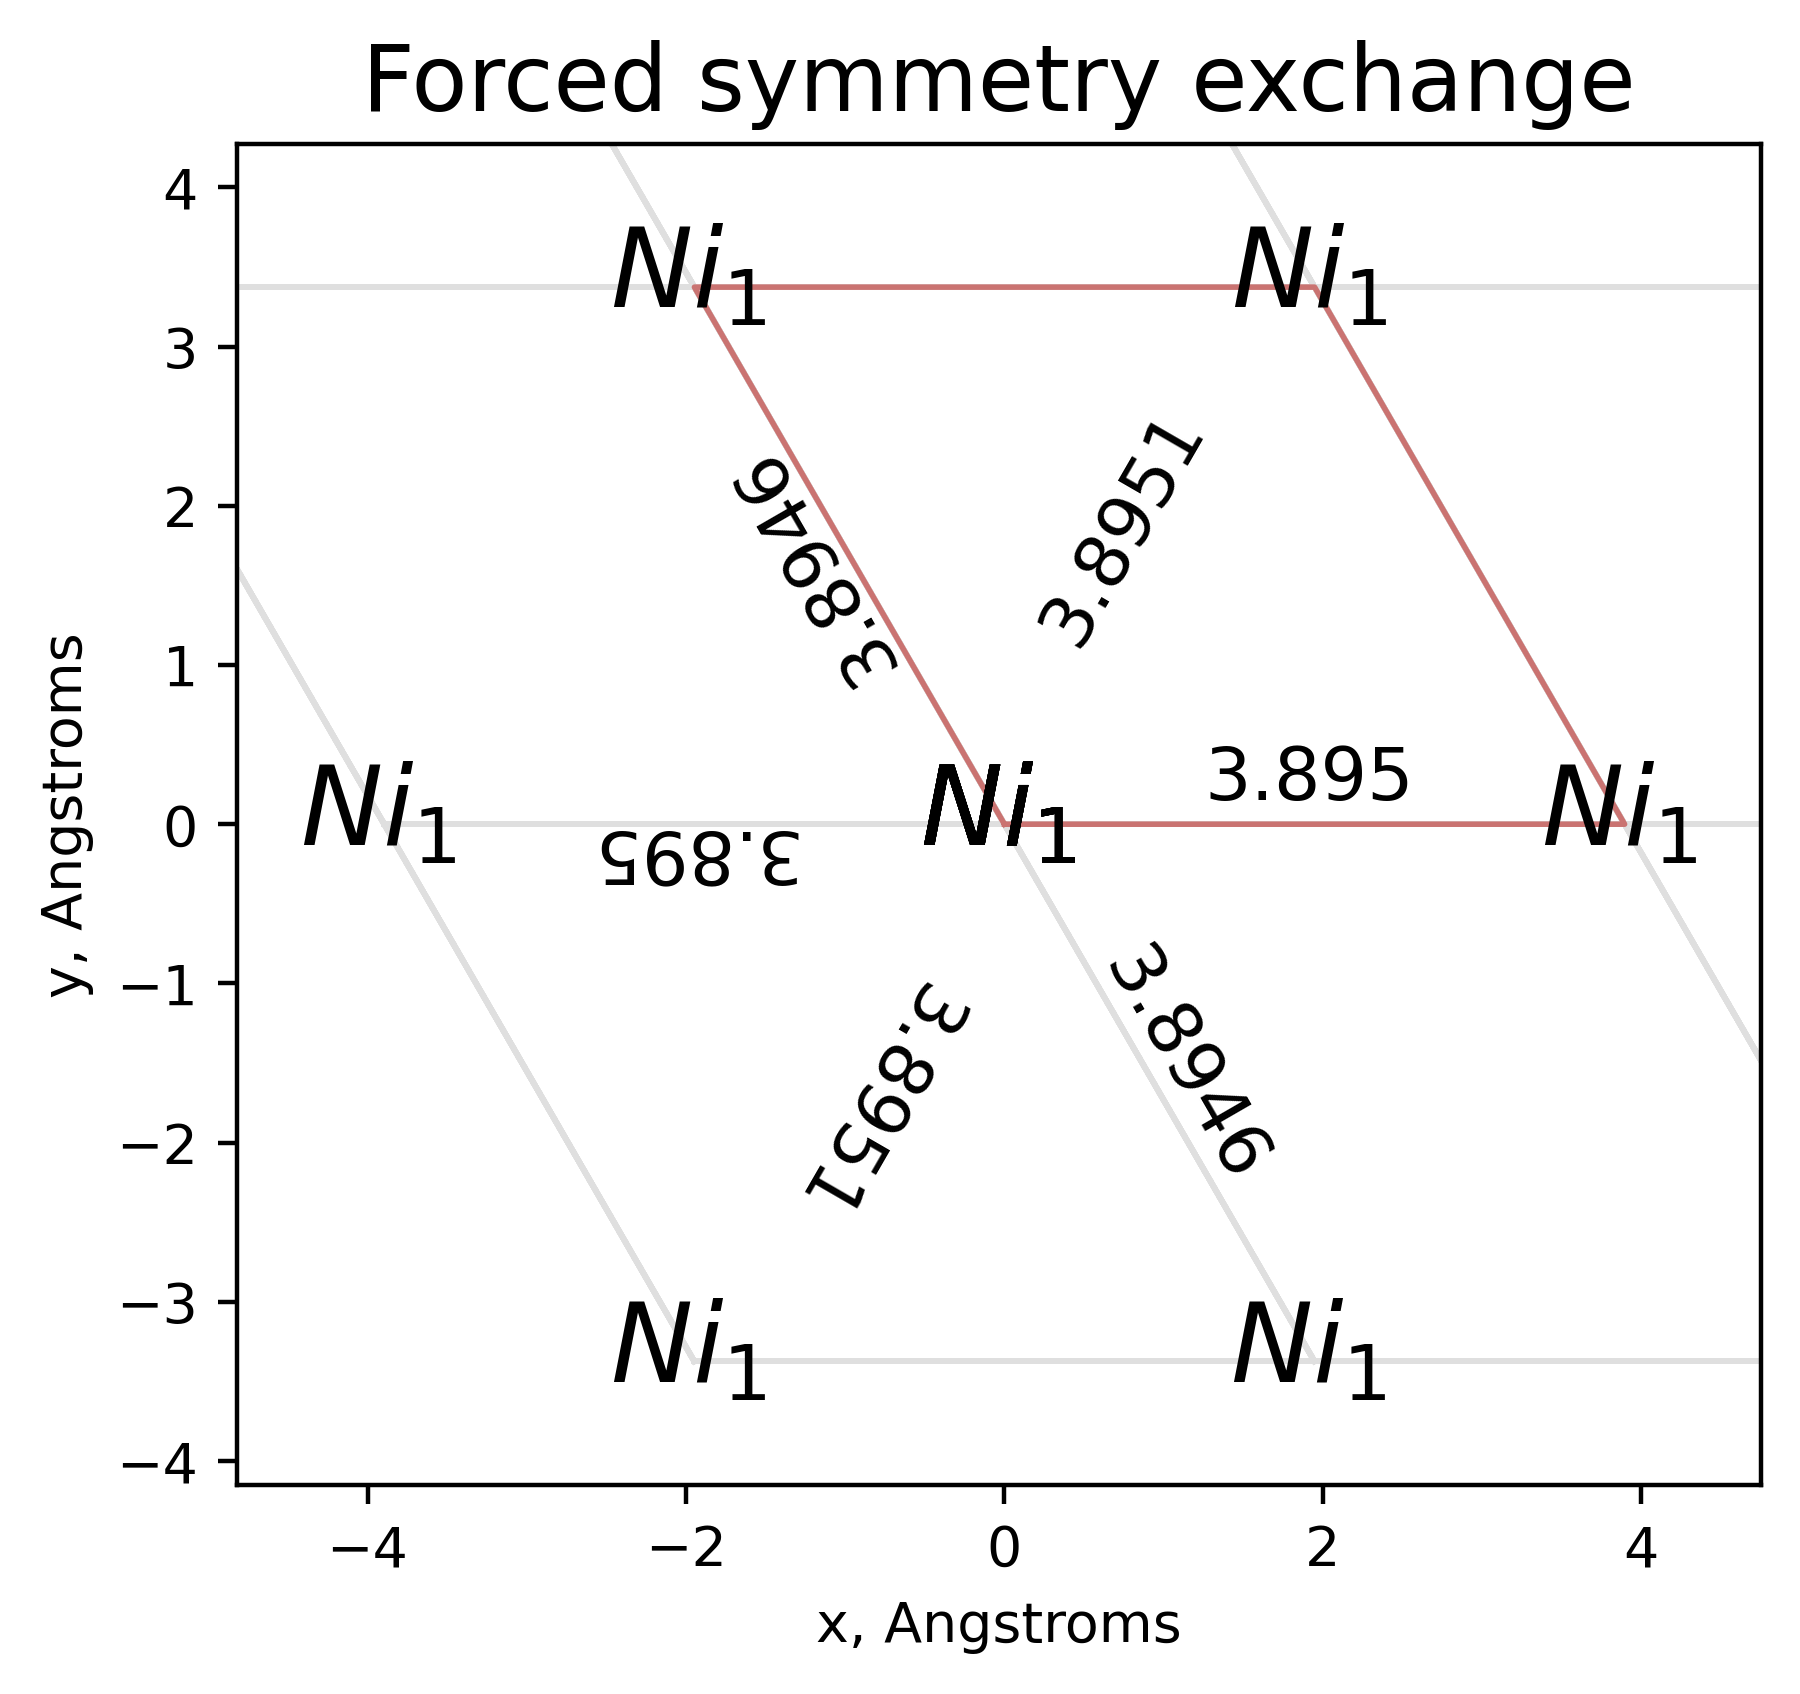 Forced symmetry exchange
4
3
2
1
0
−1
−2
−3
−4
y, Angstroms
Ni1 Ni1
3.8946 3.8951
Ni1 3.895 Ni1 3.895 Ni1
3.8951 3.8946
Ni1 Ni1
−4 −2 0 2 4
x, Angstroms